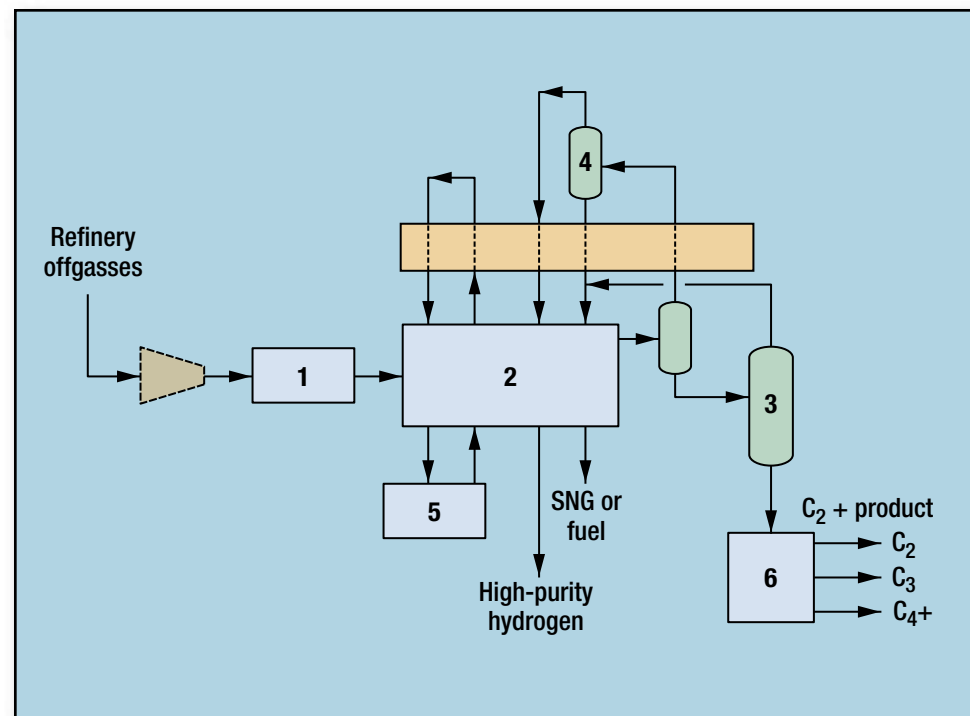 4
Refinery
offgasses
1
2
3
5
SNG or
fuel
High-purity
hydrogen
C₂ + product
6
C₂
C₃
C₄+